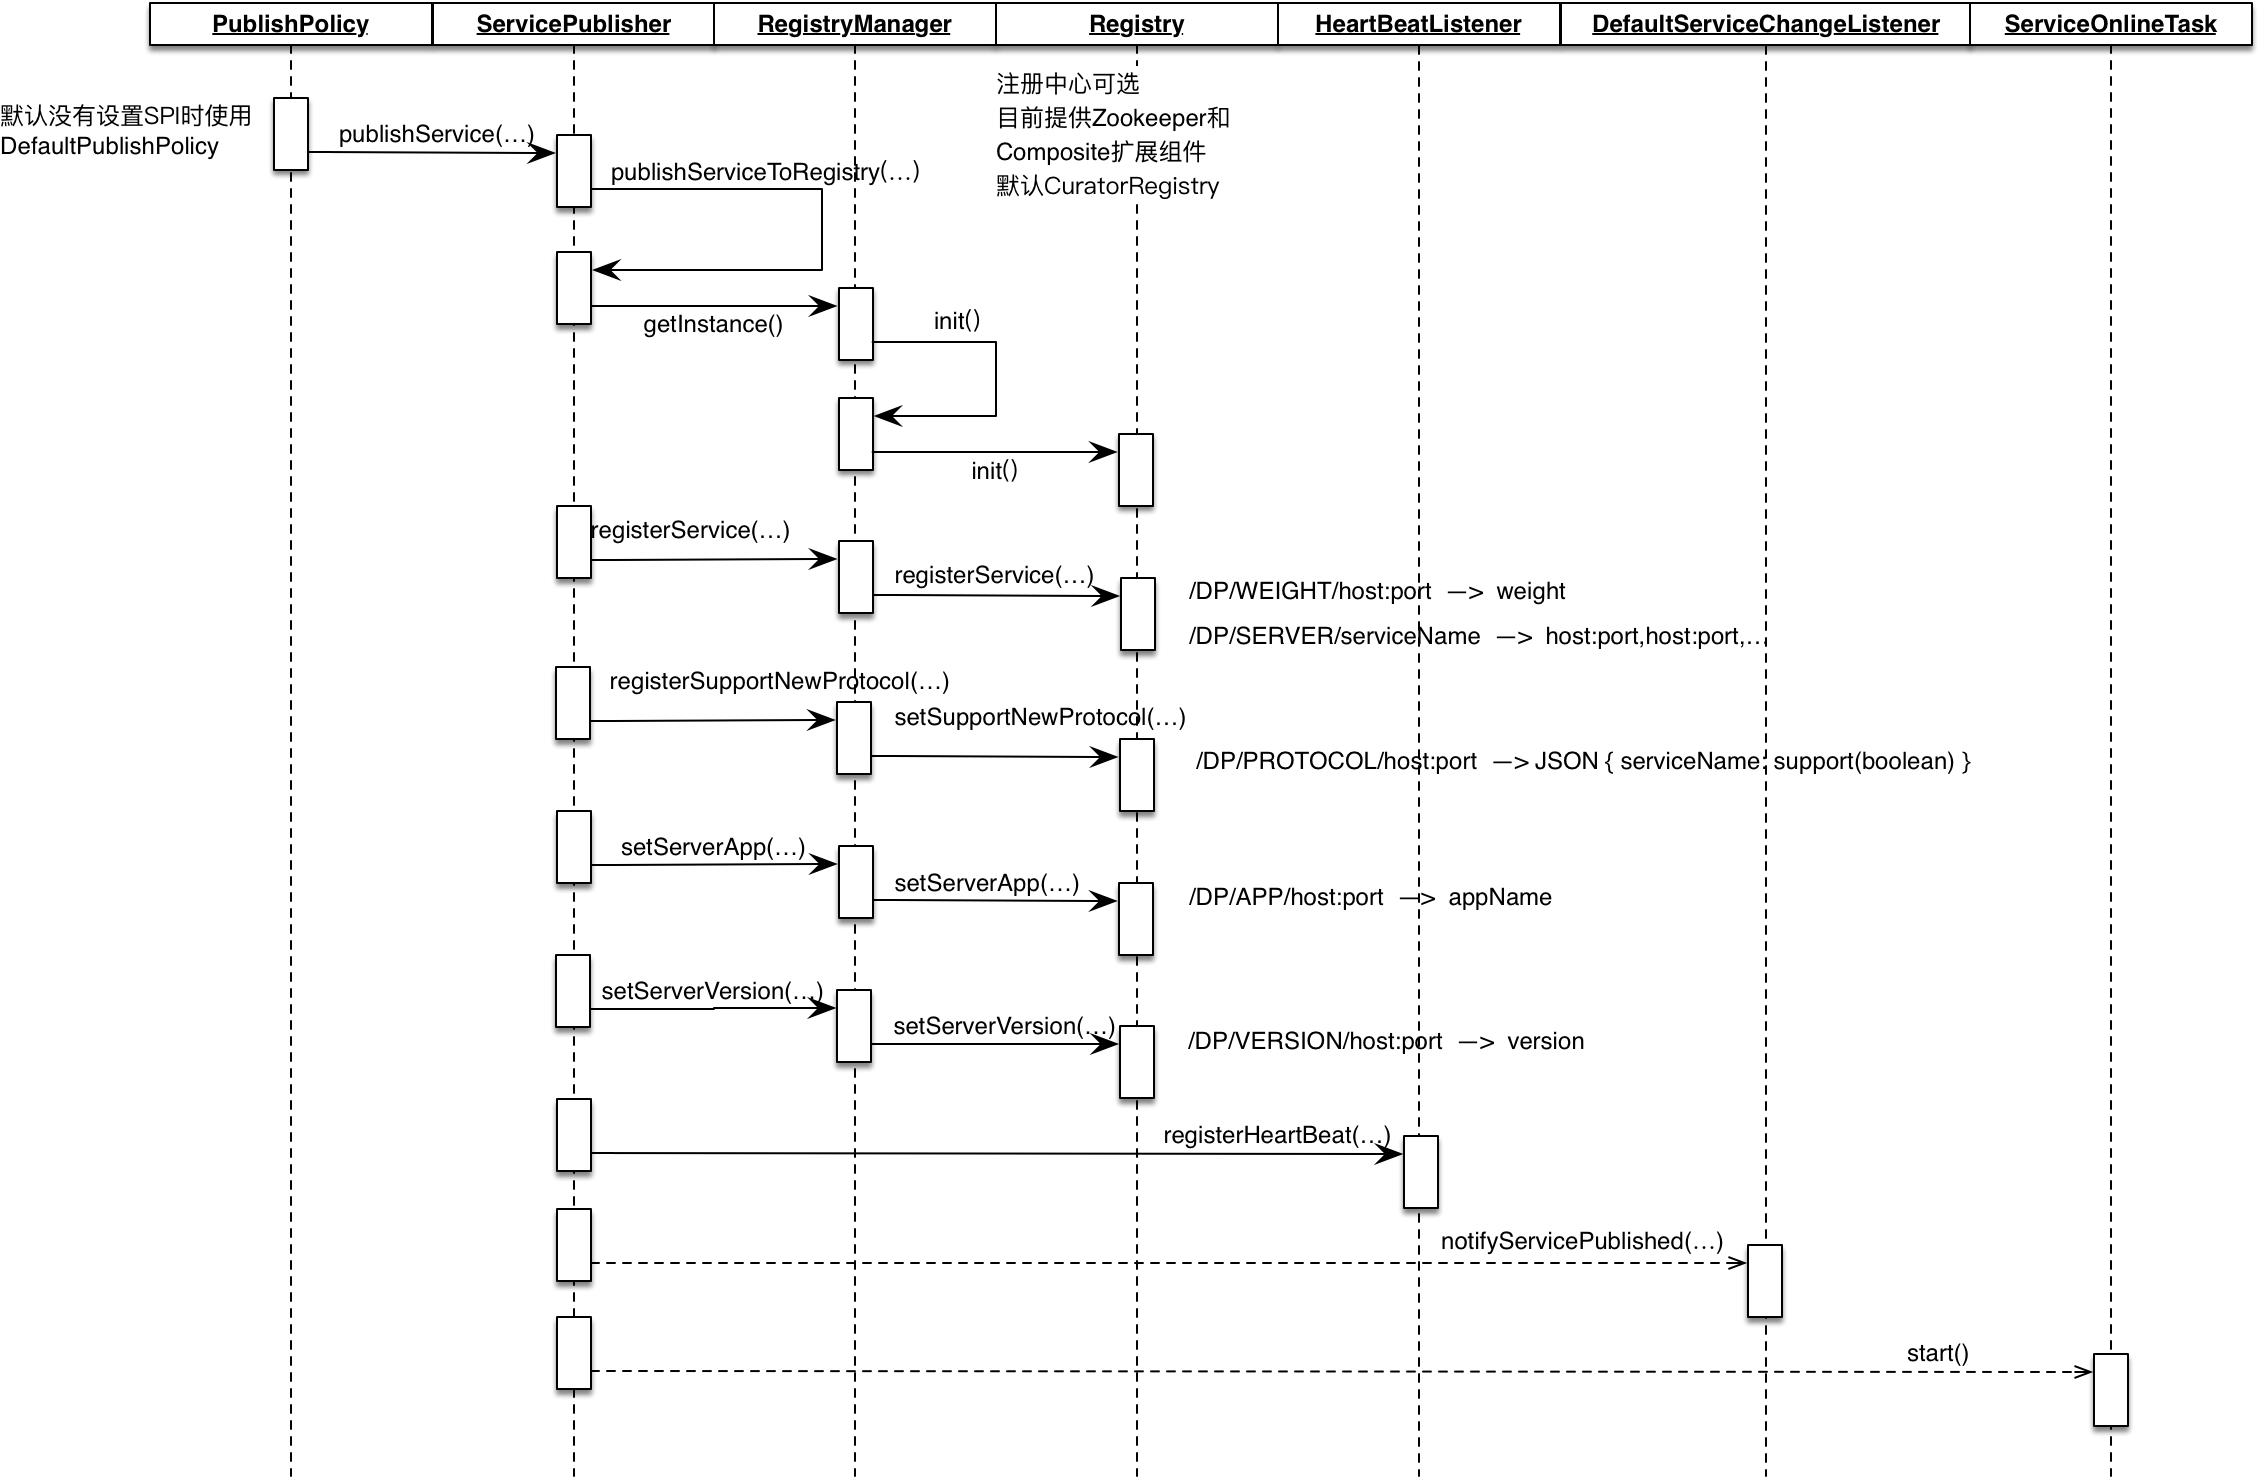 PublishPolicy
ServicePublisher
RegistryManager
Registry
HeartBeatListener
DefaultServiceChangeListener
ServiceOnlineTask
注册中心可选
目前提供Zookeeper和
Composite扩展组件
默认CuratorRegistry
默认没有设置SPI时使用
DefaultPublishPolicy
publishService(…)
publishServiceToRegistry(…)
getInstance()
init()
init()
registerService(…)
registerService(…)
/DP/WEIGHT/host:port —> weight
/DP/SERVER/serviceName —> host:port,host:port,…
registerSupportNewProtocol(…)
setSupportNewProtocol(…)
/DP/PROTOCOL/host:port —> JSON { serviceName: support(boolean) }
setServerApp(…)
setServerApp(…)
/DP/APP/host:port —> appName
setServerVersion(…)
setServerVersion(…)
/DP/VERSION/host:port —> version
registerHeartBeat(…)
notifyServicePublished(…)
start()